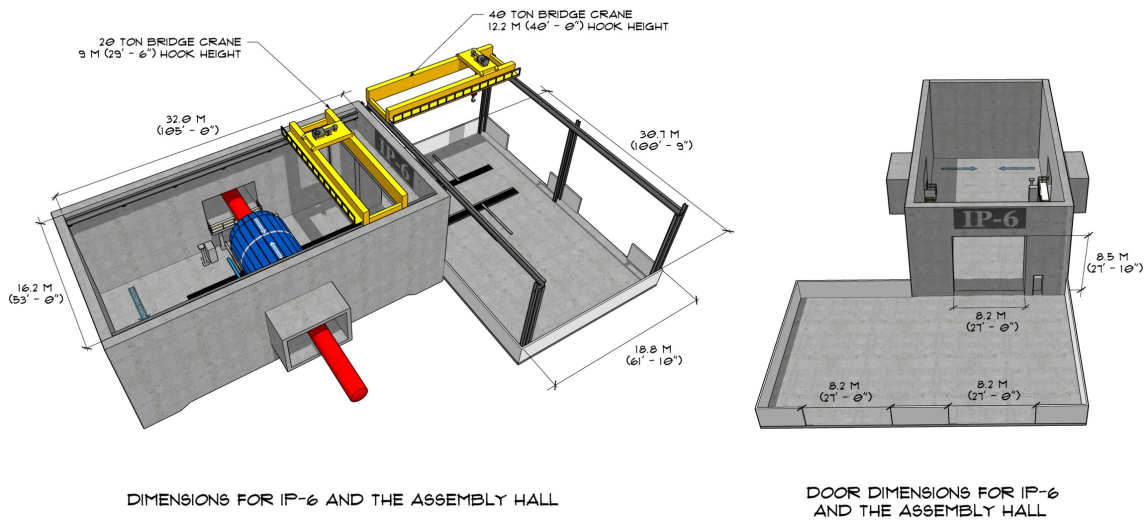 40 TON BRIDGE CRANE
12.2 M (40' - 0") HOOK HEIGHT
20 TON BRIDGE CRANE
9 M (29' - 6") HOOK HEIGHT
32.0 M
(105' - 0")
30.7 M
(100' - 9")
IP-6
16.2 M
(53' - 0")
18.8 M
(61' - 10")
DIMENSIONS FOR IP-6 AND THE ASSEMBLY HALL
IP-6
8.5 M
(27' - 10")
8.2 M
(27' - 0")
8.2 M
(27' - 0")
8.2 M
(27' - 0")
DOOR DIMENSIONS FOR IP-6
AND THE ASSEMBLY HALL